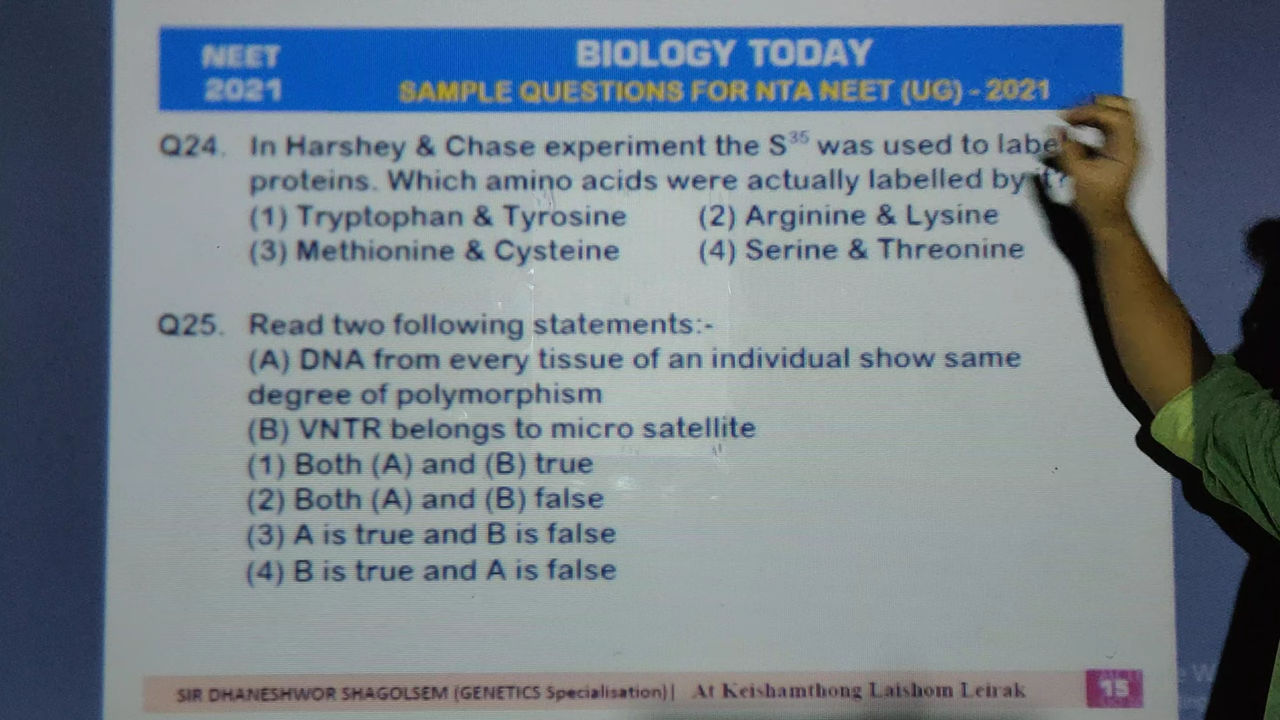 NEET
2021
BIOLOGY TODAY
SAMPLE QUESTIONS FOR NTA NEET (UG) - 2021
Q24. In Harshey & Chase experiment the S³⁵ was used to labe
proteins. Which amino acids were actually labelled by it?
(1) Tryptophan & Tyrosine (2) Arginine & Lysine
(3) Methionine & Cysteine (4) Serine & Threonine
Q25. Read two following statements:-
(A) DNA from every tissue of an individual show same
degree of polymorphism
(B) VNTR belongs to micro satellite
(1) Both (A) and (B) true
(2) Both (A) and (B) false
(3) A is true and B is false
(4) B is true and A is false
SIR DHANESHWOR SHAGOLSEM (GENETICS Specialisation)| At Keishamthong Laishom Leirak
15